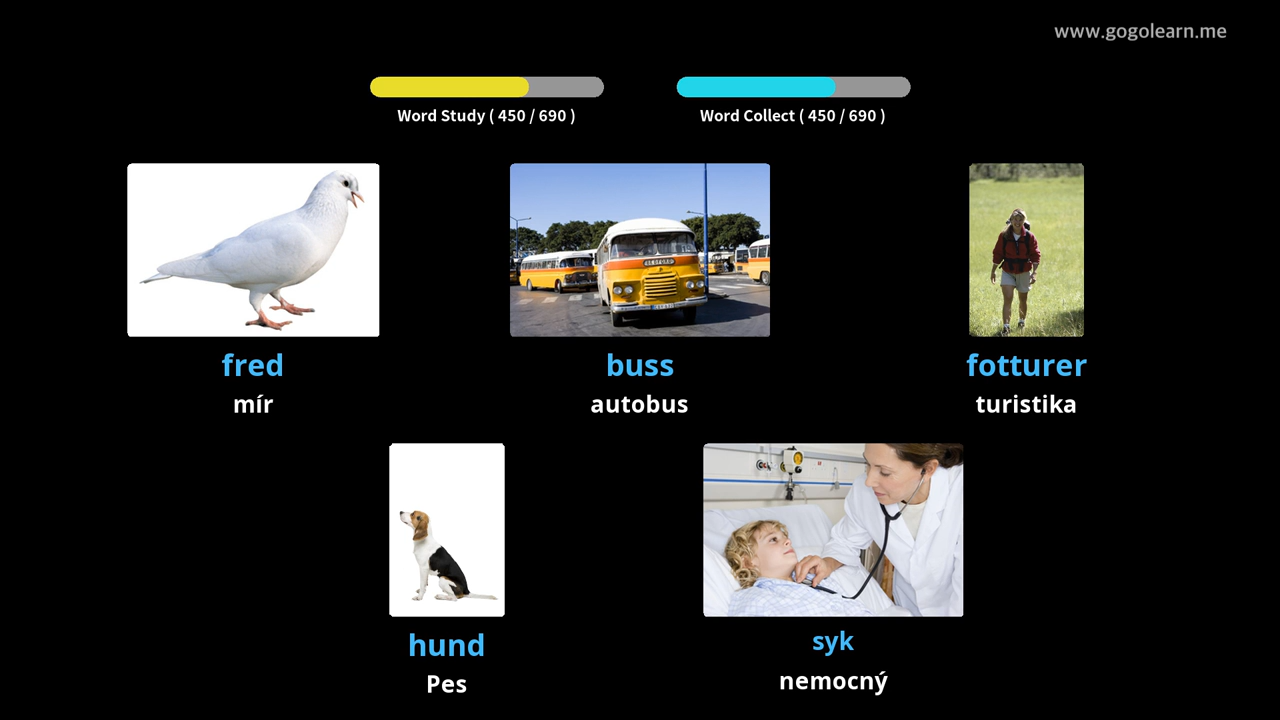 www.gogolearn.me
Word Study ( 450 / 690 )
Word Collect ( 450 / 690 )
fred
mír
buss
autobus
fotturer
turistika
hund
Pes
syk
nemocný